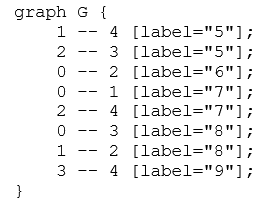 graph G {
1 -- 4 [label="5"];
2 -- 3 [label="5"];
0 -- 2 [label="6"];
0 -- 1 [label="7"];
2 -- 4 [label="7"];
0 -- 3 [label="8"];
1 -- 2 [label="8"];
3 -- 4 [label="9"];
}